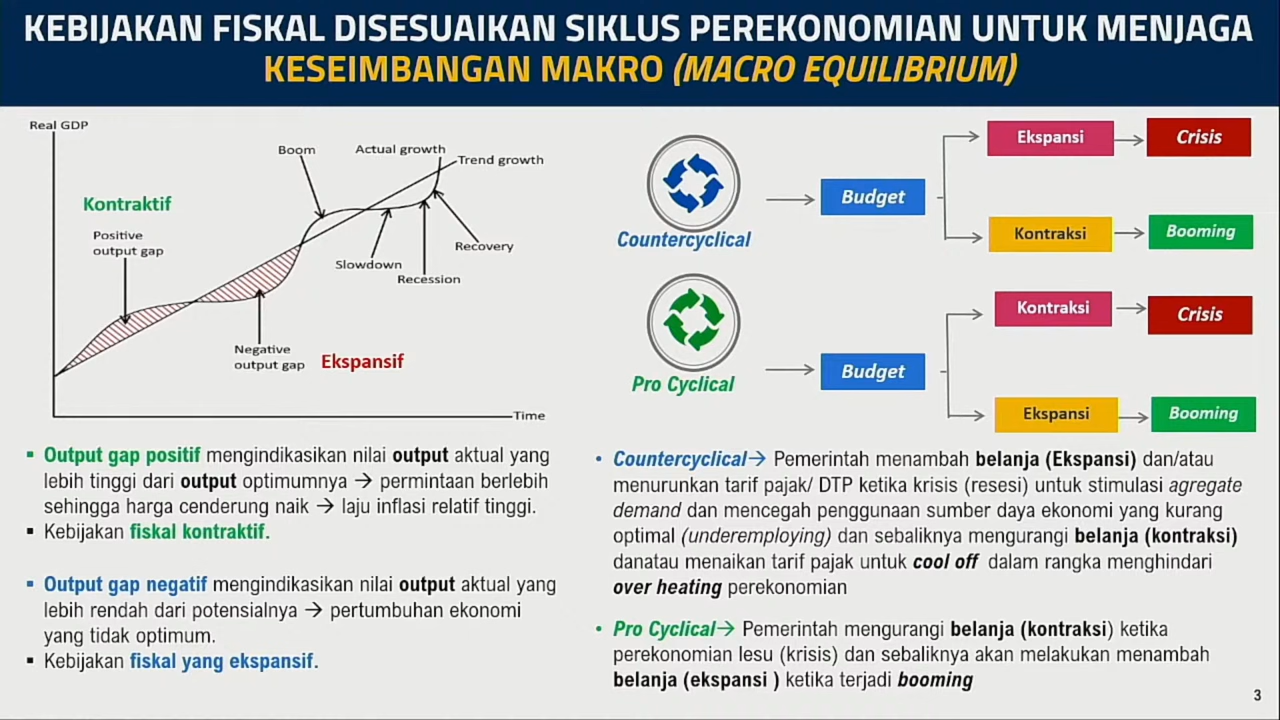 KEBIJAKAN FISKAL DISESUAIKAN SIKLUS PEREKONOMIAN UNTUK MENJAGA
KESEIMBANGAN MAKRO (MACRO EQUILIBRIUM)
Real GDP
Boom
Actual growth
Trend growth
Kontraktif
Positive
output gap
Recovery
Slowdown
Recession
Negative
output gap
Ekspansif
Time
Countercyclical
Budget
Ekspansi
Crisis
Kontraksi
Booming
Pro Cyclical
Budget
Kontraksi
Crisis
Ekspansi
Booming
▪ Output gap positif mengindikasikan nilai output aktual yang
lebih tinggi dari output optimumnya → permintaan berlebih
sehingga harga cenderung naik → laju inflasi relatif tinggi.
▪ Kebijakan fiskal kontraktif.
▪ Output gap negatif mengindikasikan nilai output aktual yang
lebih rendah dari potensialnya → pertumbuhan ekonomi
yang tidak optimum.
▪ Kebijakan fiskal yang ekspansif.
• Countercyclical→ Pemerintah menambah belanja (Ekspansi) dan/atau
menurunkan tarif pajak/ DTP ketika krisis (resesi) untuk stimulasi agregate
demand dan mencegah penggunaan sumber daya ekonomi yang kurang
optimal (underemploying) dan sebaliknya mengurangi belanja (kontraksi)
danatau menaikan tarif pajak untuk cool off dalam rangka menghindari
over heating perekonomian
• Pro Cyclical→ Pemerintah mengurangi belanja (kontraksi) ketika
perekonomian lesu (krisis) dan sebaliknya akan melakukan menambah
belanja (ekspansi ) ketika terjadi booming
3